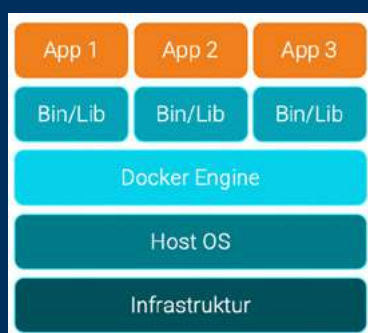 App 1 App 2 App 3
Bin/Lib Bin/Lib Bin/Lib
Docker Engine
Host OS
Infrastruktur